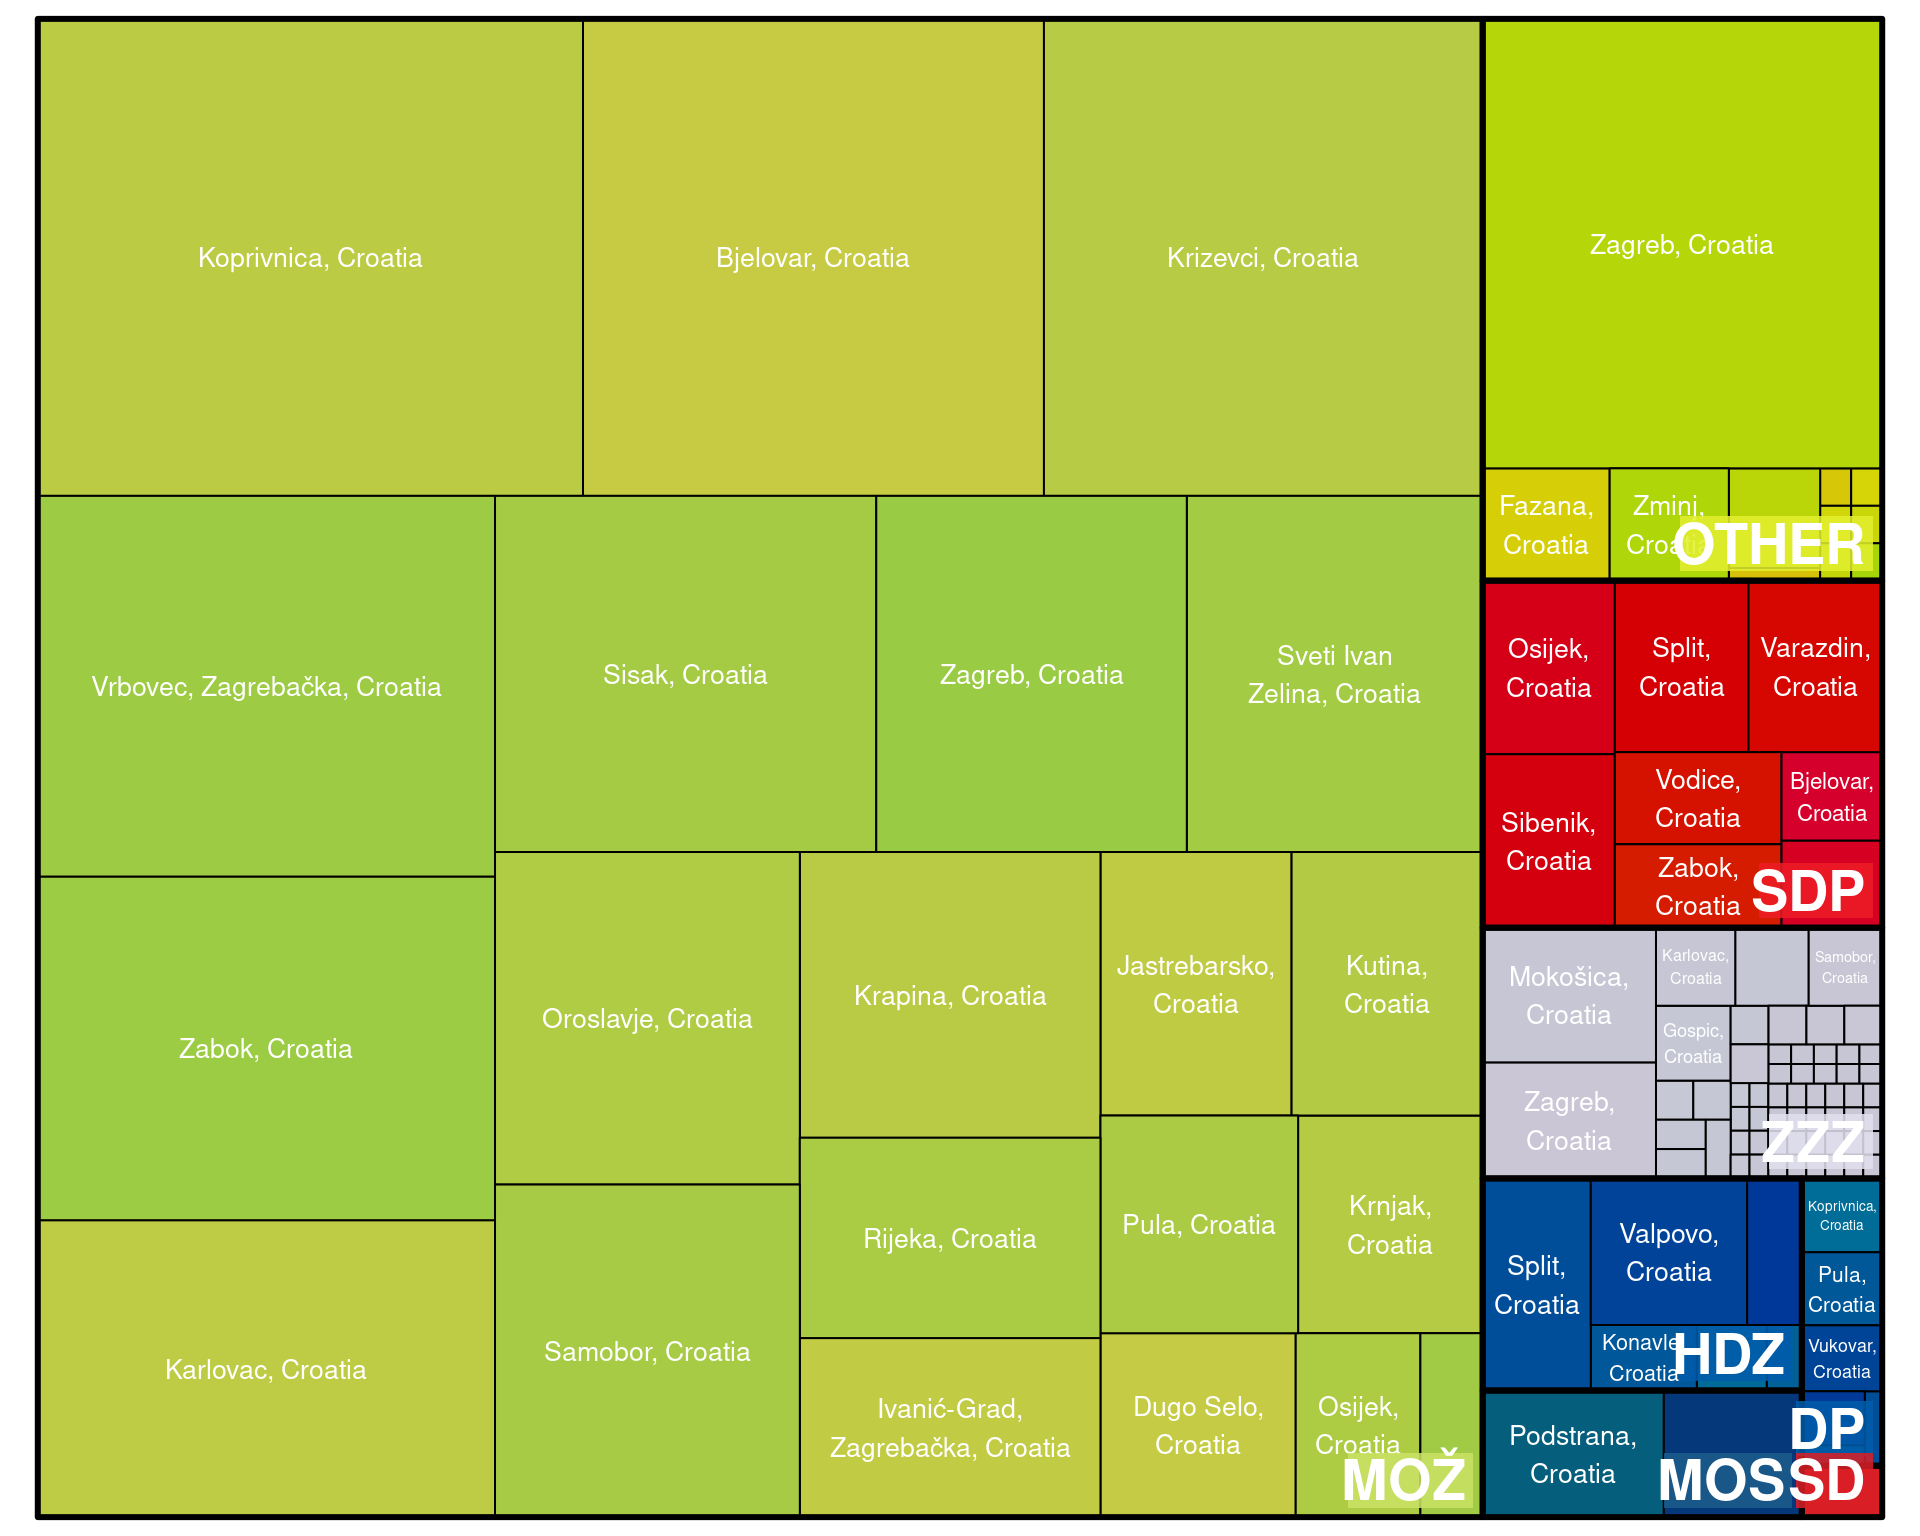 Koprivnica, Croatia
Bjelovar, Croatia
Krizevci, Croatia
Vrbovec, Zagrebačka, Croatia
Sisak, Croatia
Zagreb, Croatia
Sveti Ivan
Zelina, Croatia
Zabok, Croatia
Karlovac, Croatia
Oroslavje, Croatia
Samobor, Croatia
Krapina, Croatia
Rijeka, Croatia
Ivanić-Grad,
Zagrebačka, Croatia
Jastrebarsko,
Croatia
Kutina,
Croatia
Pula, Croatia
Krnjak,
Croatia
Dugo Selo,
Croatia
Osijek,
Croatia
MOŽ
Zagreb, Croatia
Fazana,
Croatia
Zminj,
Croatia
OTHER
Osijek,
Croatia
Split,
Croatia
Varazdin,
Croatia
Sibenik,
Croatia
Vodice,
Croatia
Bjelovar,
Croatia
Zabok,
Croatia
SDP
Mokošica,
Croatia
Zagreb,
Croatia
Karlovac,
Croatia
Samobor,
Croatia
Gospic,
Croatia
ZZZ
Split,
Croatia
Valpovo,
Croatia
Konavle
Croatia
HDZ
Koprivnica,
Croatia
Pula,
Croatia
Vukovar,
Croatia
DP
Podstrana,
Croatia
MOS
SD